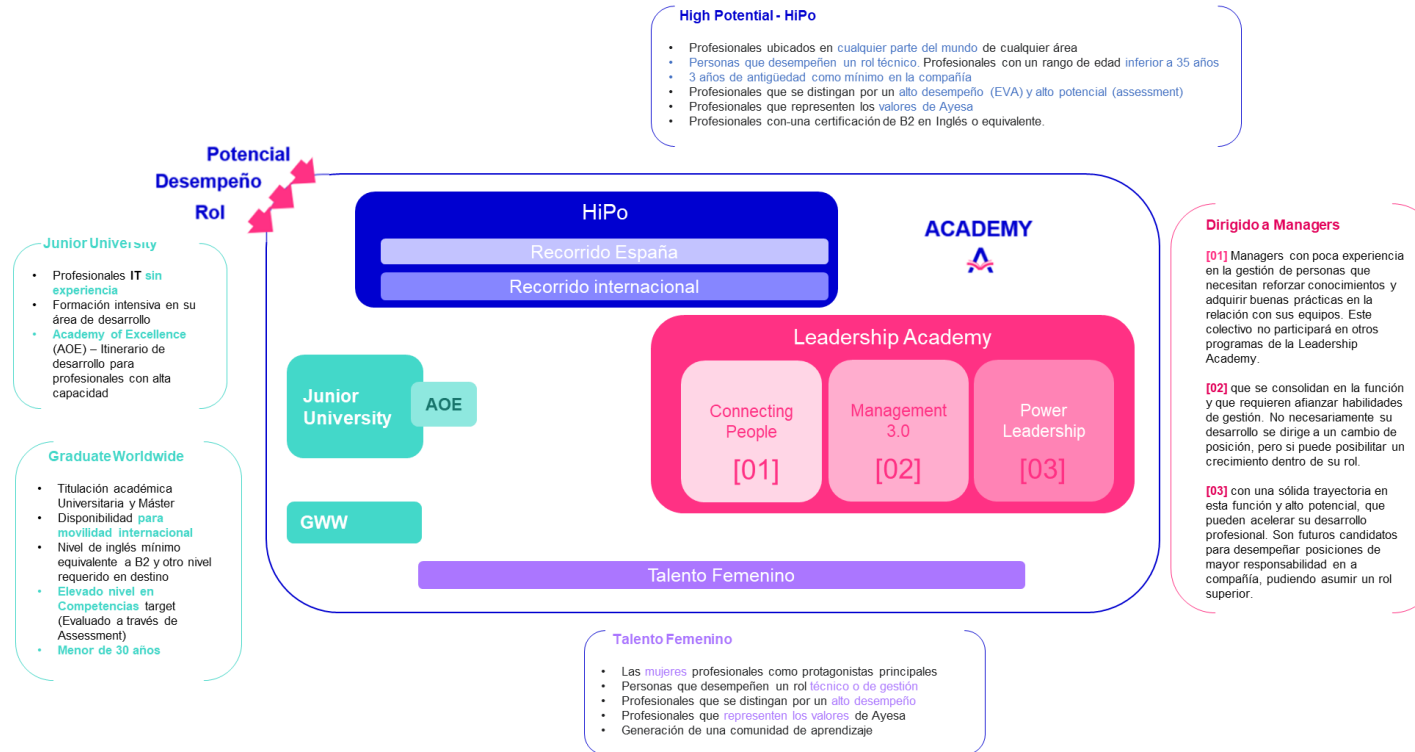 High Potential - HiPo
• Profesionales ubicados en cualquier parte del mundo de cualquier área
• Personas que desempeñen un rol técnico. Profesionales con un rango de edad inferior a 35 años
• 3 años de antigüedad como mínimo en la compañía
• Profesionales que se distingan por un alto desempeño (EVA) y alto potencial (assessment)
• Profesionales que representen los valores de Ayesa
• Profesionales con-una certificación de B2 en Inglés o equivalente.
Potencial
Desempeño
Rol
HiPo
Recorrido España
Recorrido internacional
ACADEMY
Junior University
• Profesionales IT sin
experiencia
• Formación intensiva en su
área de desarrollo
• Academy of Excellence
(AOE) – Itinerario de
desarrollo para
profesionales con alta
capacidad
Graduate Worldwide
• Titulación académica
Universitaria y Máster
• Disponibilidad para
movilidad internacional
• Nivel de inglés mínimo
equivalente a B2 y otro nivel
requerido en destino
• Elevado nivel en
Competencias target
(Evaluado a través de
Assessment)
• Menor de 30 años
Junior
University
AOE
GWW
Leadership Academy
Connecting
People
[01]
Management
3.0
[02]
Power
Leadership
[03]
Talento Femenino
Dirigido a Managers
[01] Managers con poca experiencia
en la gestión de personas que
necesitan reforzar conocimientos y
adquirir buenas prácticas en la
relación con sus equipos. Este
colectivo no participará en otros
programas de la Leadership
Academy.
[02] que se consolidan en la función
y que requieren afianzar habilidades
de gestión. No necesariamente su
desarrollo se dirige a un cambio de
posición, pero si puede posibilitar un
crecimiento dentro de su rol.
[03] con una sólida trayectoria en
esta función y alto potencial, que
pueden acelerar su desarrollo
profesional. Son futuros candidatos
para desempeñar posiciones de
mayor responsabilidad en a
compañía, pudiendo asumir un rol
superior.
Talento Femenino
• Las mujeres profesionales como protagonistas principales
• Personas que desempeñen un rol técnico o de gestión
• Profesionales que se distingan por un alto desempeño
• Profesionales que representen los valores de Ayesa
• Generación de una comunidad de aprendizaje